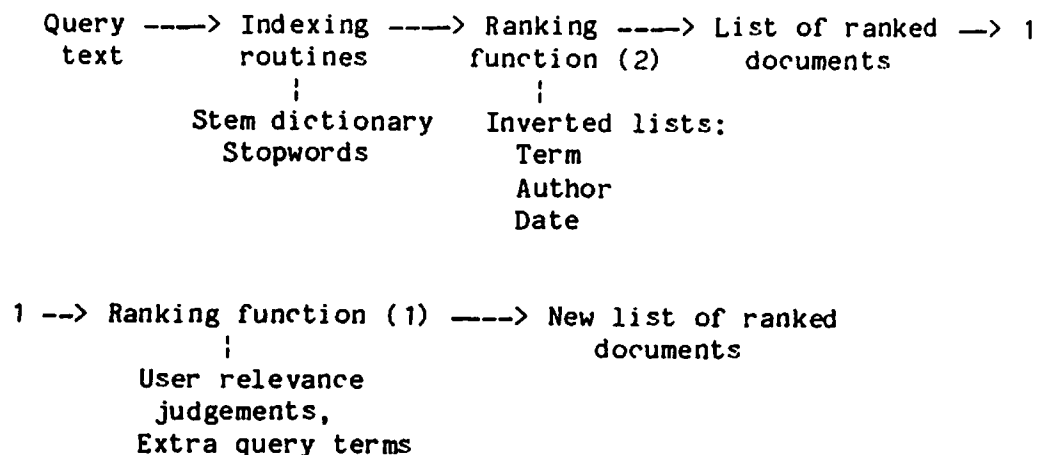 Query ----> Indexing ----> Ranking ----> List of ranked --> 1
text routines function (2) documents
Stem dictionary Inverted lists:
Stopwords Term
Author
Date
1 --> Ranking function (1) ----> New list of ranked
documents
User relevance
judgements,
Extra query terms